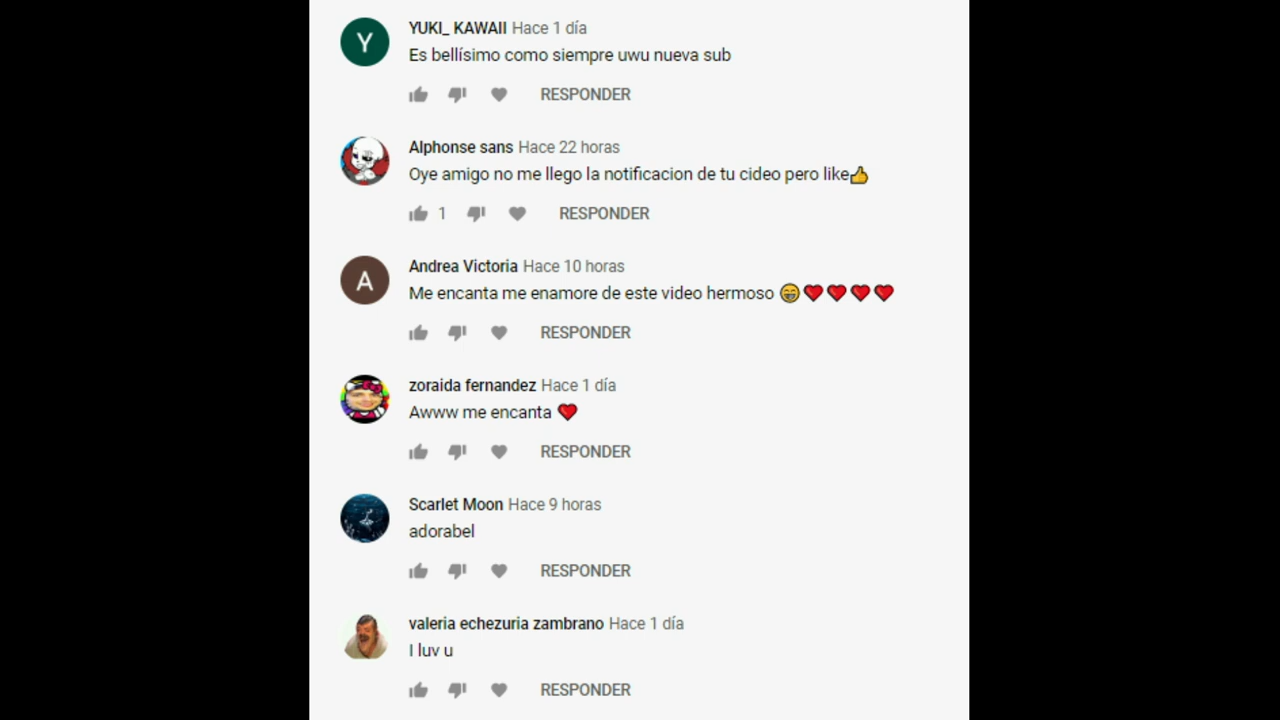 Y
YUKI_ KAWAII Hace 1 día
Es bellísimo como siempre uwu nueva sub
RESPONDER
Alphonse sans Hace 22 horas
Oye amigo no me llego la notificacion de tu cideo pero like👍
1 RESPONDER
A
Andrea Victoria Hace 10 horas
Me encanta me enamore de este video hermoso 😁❤️❤️❤️❤️
RESPONDER
zoraida fernandez Hace 1 día
Awww me encanta ❤️
RESPONDER
Scarlet Moon Hace 9 horas
adorabel
RESPONDER
valeria echezuria zambrano Hace 1 día
I luv u
RESPONDER